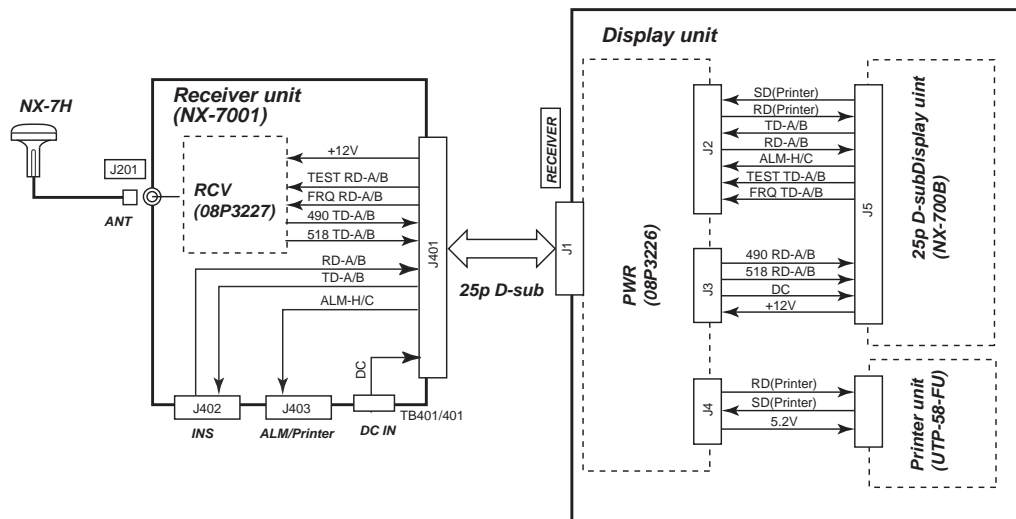 Display unit
NX-7H
Receiver unit
(NX-7001)
J201
ANT
RCV
(08P3227)
+12V
TEST RD-A/B
FRQ RD-A/B
490 TD-A/B
518 TD-A/B
RD-A/B
TD-A/B
ALM-H/C
DC
J401
J402
J403
TB401/401
INS
ALM/Printer
DC IN
25p D-sub
RECEIVER
J1
PWR
(08P3226)
J2
SD(Printer)
RD(Printer)
TD-A/B
RD-A/B
ALM-H/C
TEST TD-A/B
FRQ TD-A/B
J3
490 RD-A/B
518 RD-A/B
DC
+12V
J5
25p D-subDisplay uint
(NX-700B)
J4
RD(Printer)
SD(Printer)
5.2V
Printer unit
(UTP-58-FU)